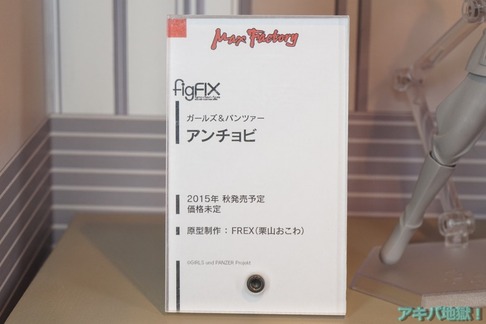 Max Factory
figFIX
ガールズ&パンツァー
アンチョビ
2015年 秋発売予定
価格未定
原型制作：FREX(栗山おこわ)
©GIRLS und PANZER Projekt
アキバ地獄！